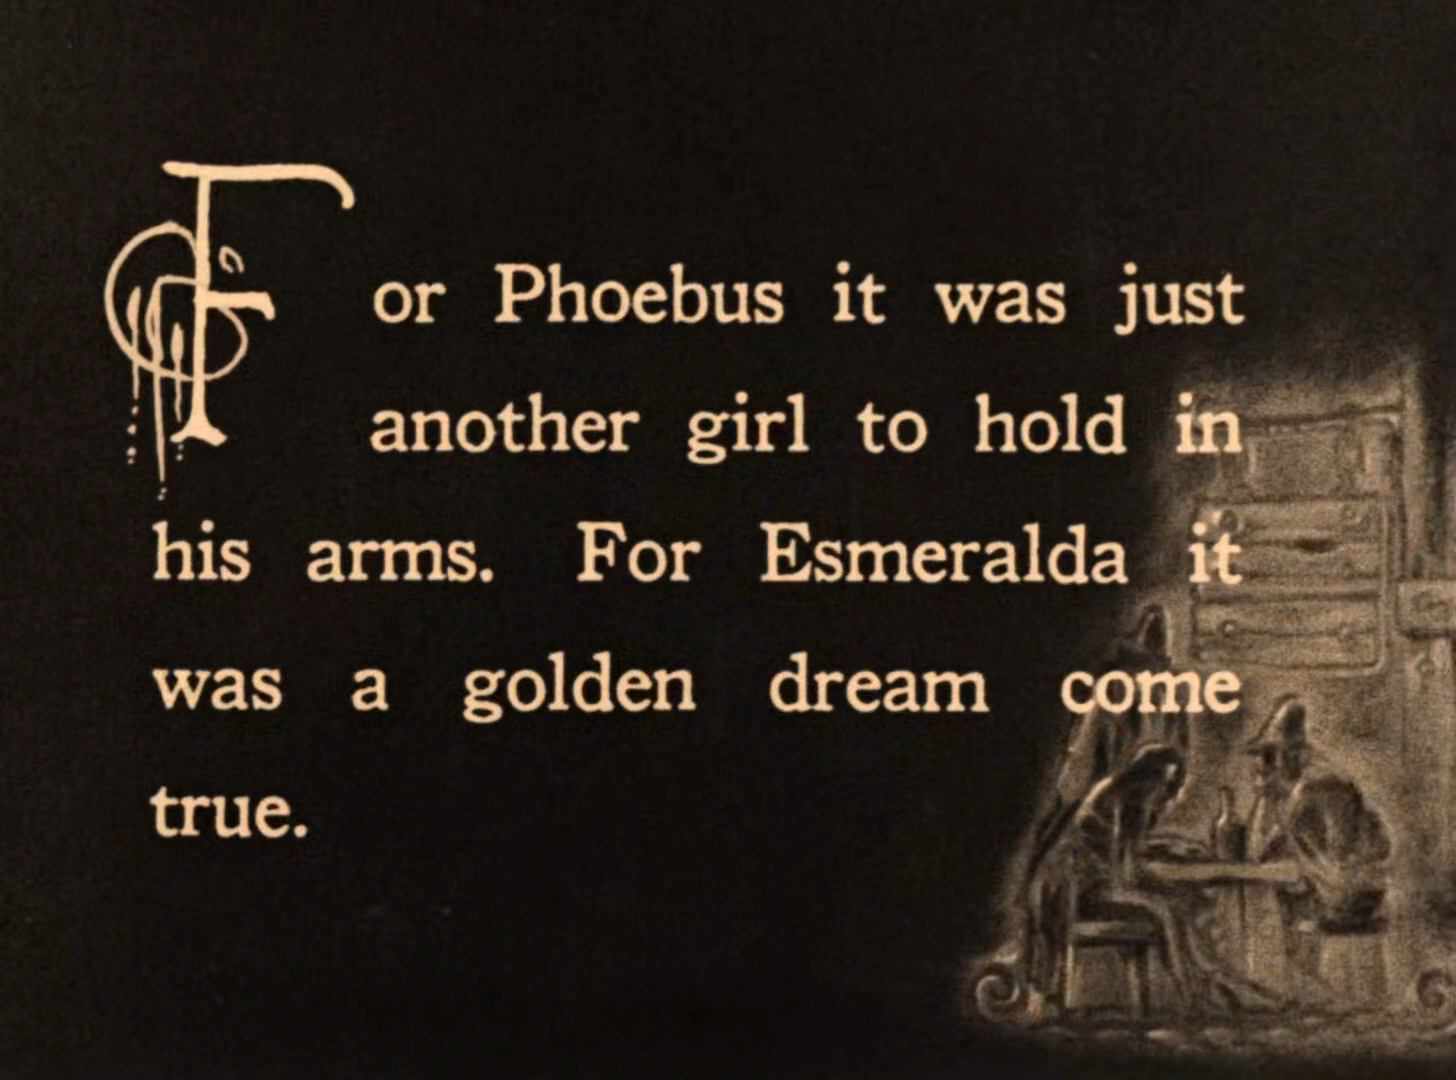 For Phoebus it was just
another girl to hold in
his arms. For Esmeralda it
was a golden dream come
true.